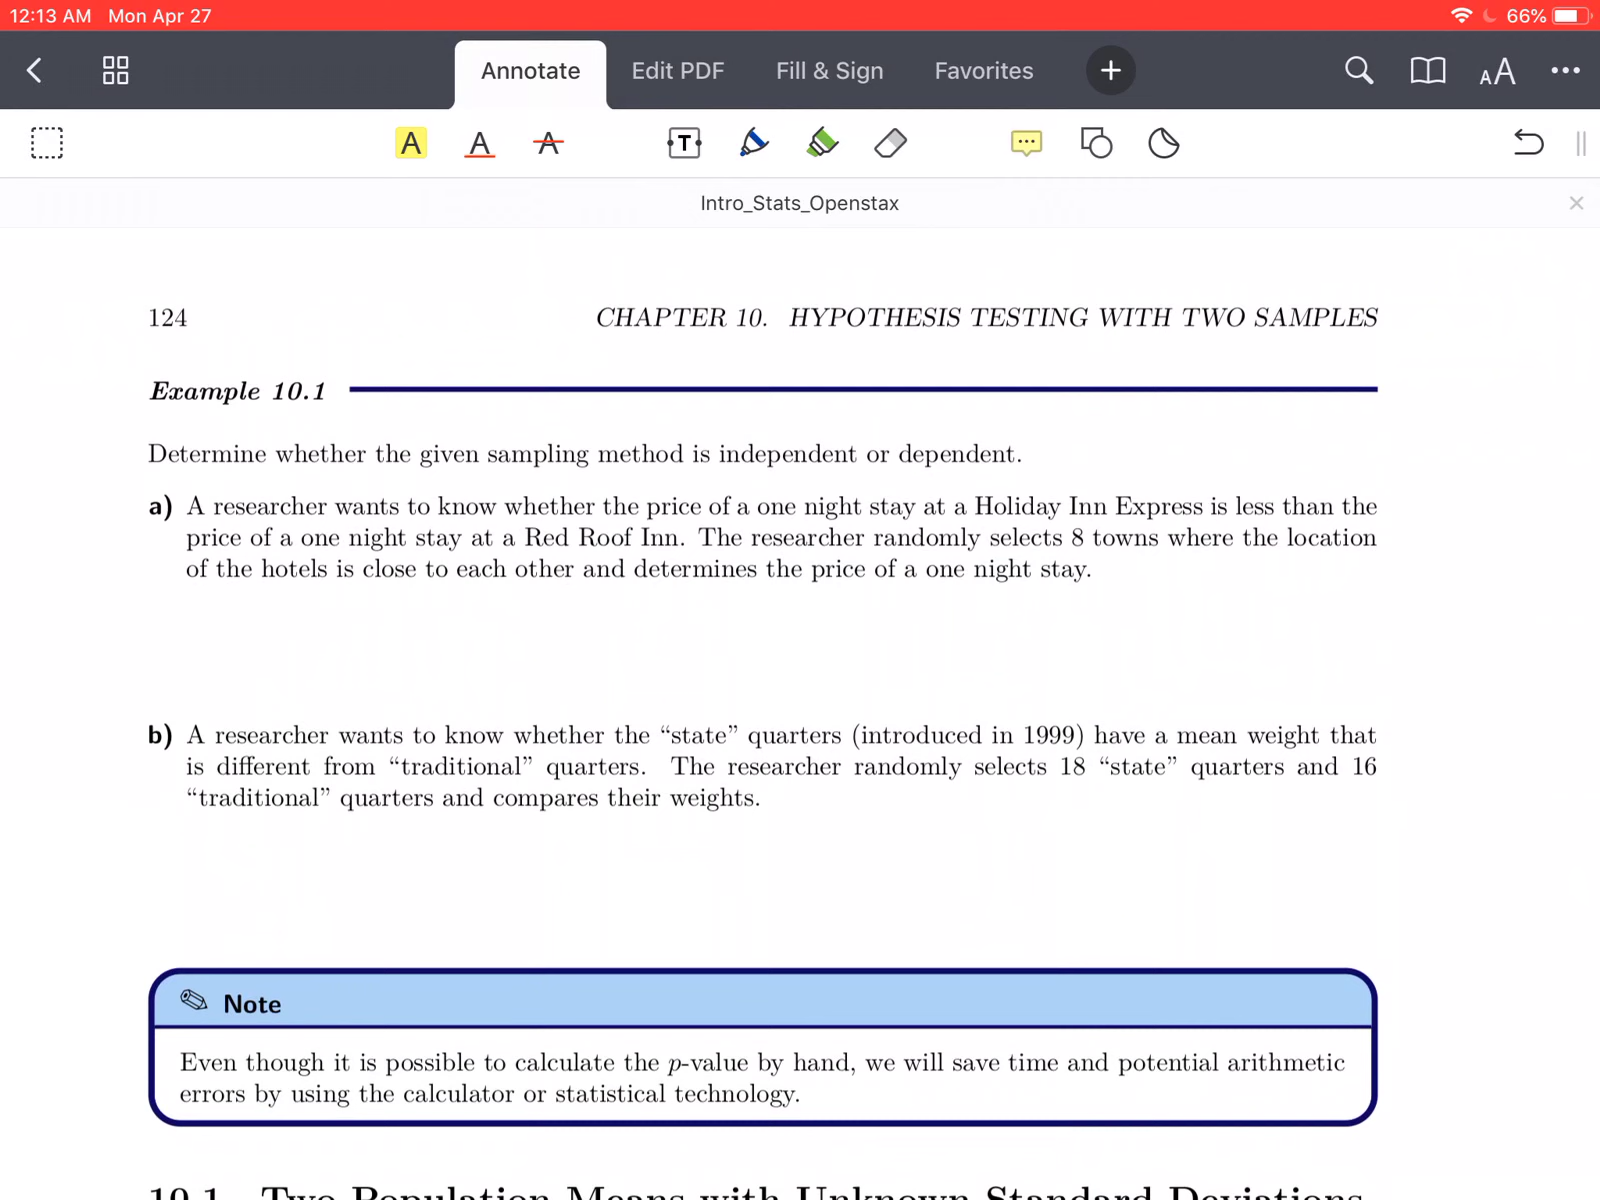 12:13 AM Mon Apr 27
66%
Annotate Edit PDF Fill & Sign Favorites
AA
A A A T
Intro_Stats_Openstax
124 CHAPTER 10. HYPOTHESIS TESTING WITH TWO SAMPLES
Example 10.1
Determine whether the given sampling method is independent or dependent.
a) A researcher wants to know whether the price of a one night stay at a Holiday Inn Express is less than the
price of a one night stay at a Red Roof Inn. The researcher randomly selects 8 towns where the location
of the hotels is close to each other and determines the price of a one night stay.
b) A researcher wants to know whether the “state” quarters (introduced in 1999) have a mean weight that
is different from “traditional” quarters. The researcher randomly selects 18 “state” quarters and 16
“traditional” quarters and compares their weights.
Note
Even though it is possible to calculate the p-value by hand, we will save time and potential arithmetic
errors by using the calculator or statistical technology.
10.1 Two Population Means with Unknown Standard Deviations